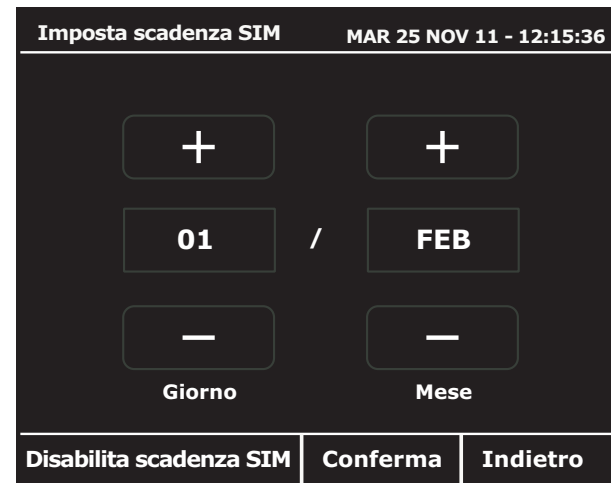 Imposta scadenza SIM MAR 25 NOV 11 - 12:15:36
+ +
01 / FEB
− −
Giorno Mese
Disabilita scadenza SIM Conferma Indietro